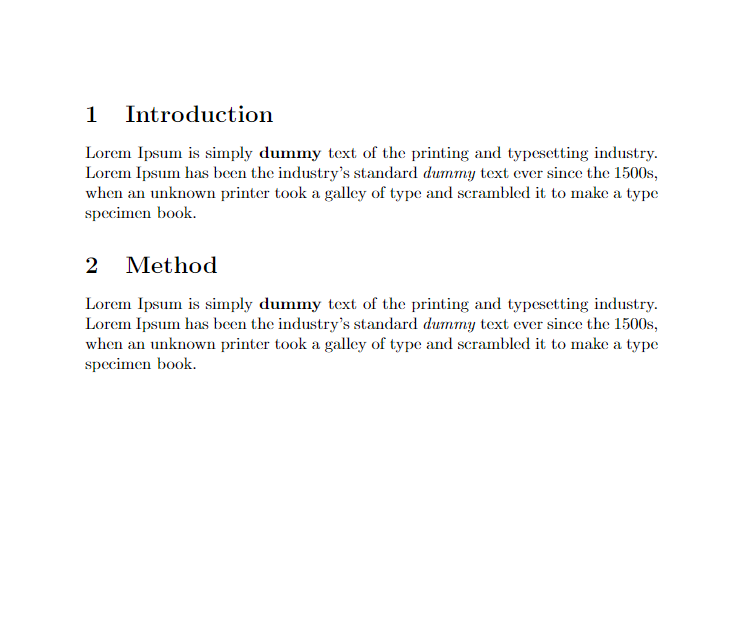 1 Introduction
Lorem Ipsum is simply dummy text of the printing and typesetting industry.
Lorem Ipsum has been the industry's standard dummy text ever since the 1500s,
when an unknown printer took a galley of type and scrambled it to make a type
specimen book.
2 Method
Lorem Ipsum is simply dummy text of the printing and typesetting industry.
Lorem Ipsum has been the industry's standard dummy text ever since the 1500s,
when an unknown printer took a galley of type and scrambled it to make a type
specimen book.